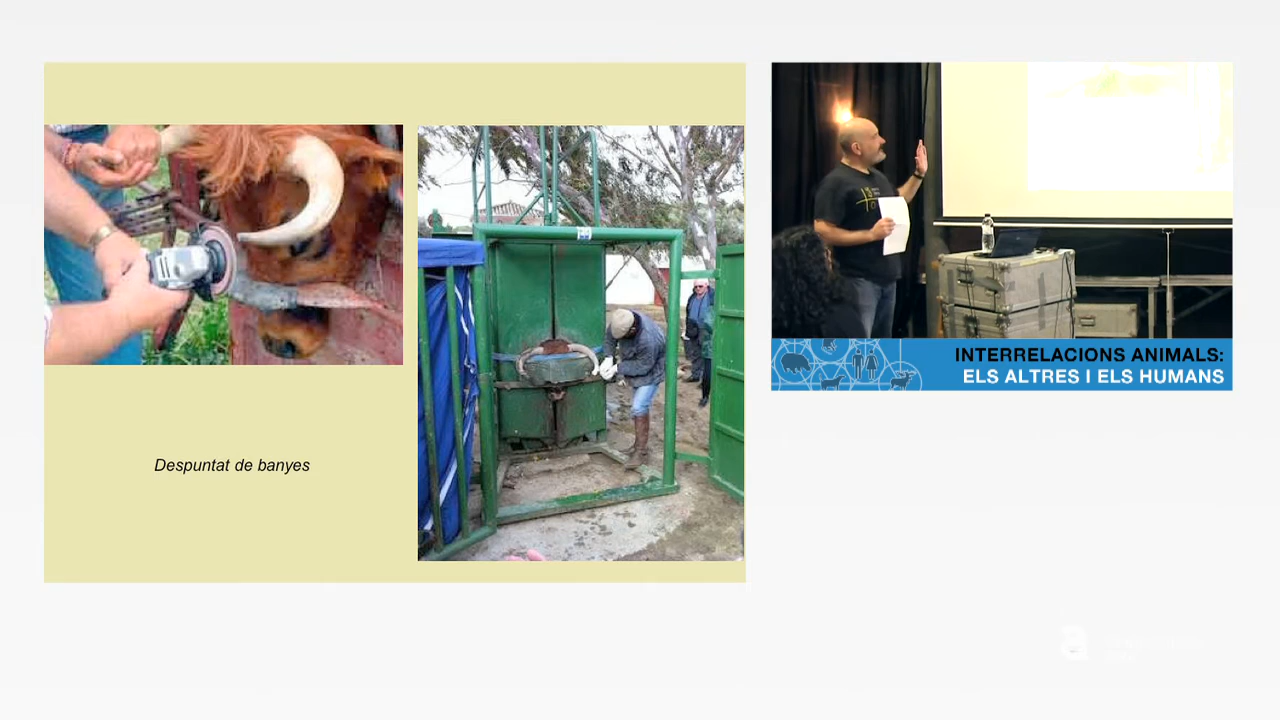 Despuntat de banyes
INTERRELACIONS ANIMALS:
ELS ALTRES I ELS HUMANS